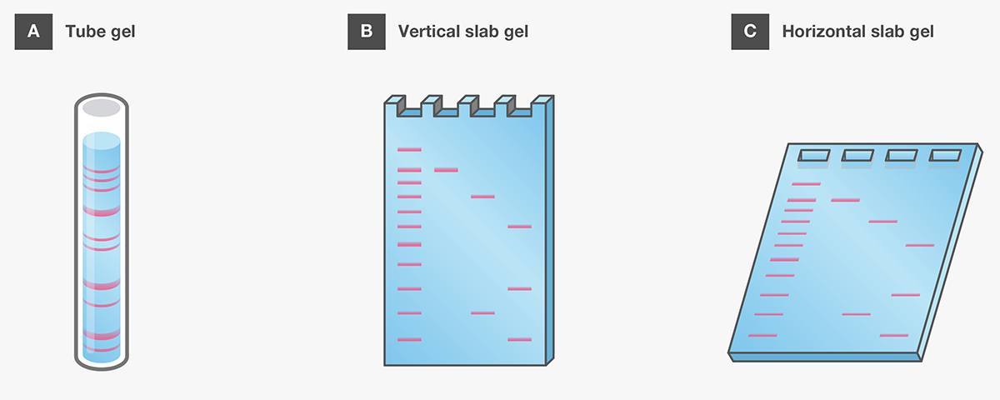 A Tube gel
B Vertical slab gel
C Horizontal slab gel